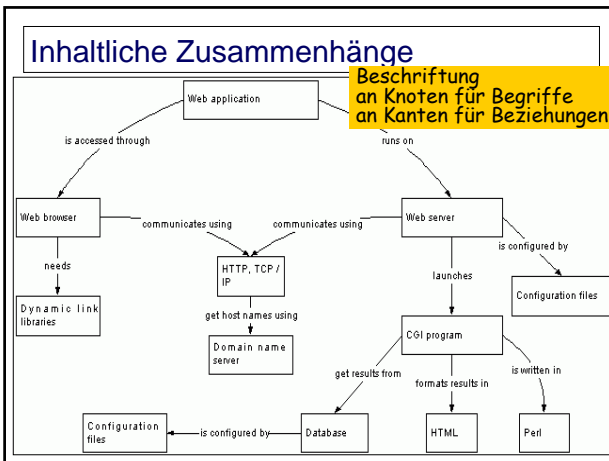 Inhaltliche Zusammenhänge
Beschriftung
an Knoten für Begriffe
an Kanten für Beziehungen
Web application
is accessed through
runs on
Web browser
communicates using
communicates using
Web server
is configured by
needs
HTTP, TCP /
IP
launches
Configuration files
Dynamic link
libraries
get host names using
Domain name
server
CGI program
get results from
formats results in
is written in
Configuration
files
is configured by
Database
HTML
Perl